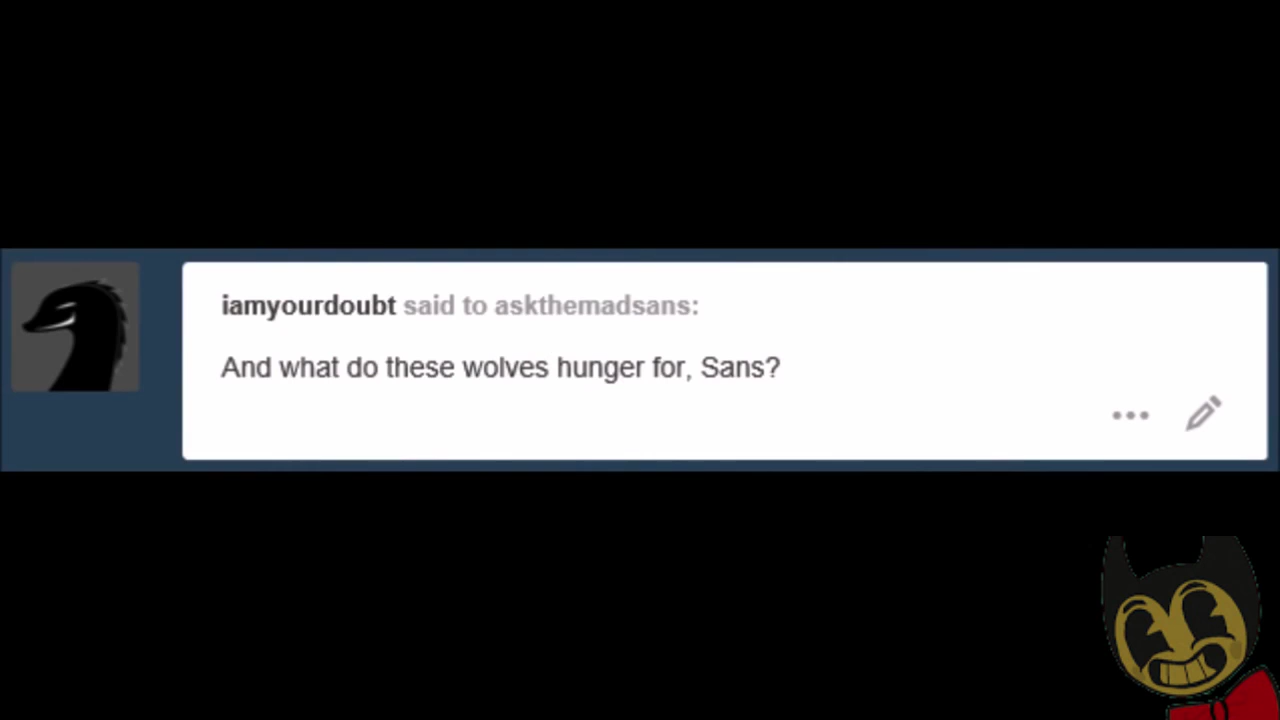 iamyourdoubt said to askthemadsans:
And what do these wolves hunger for, Sans?